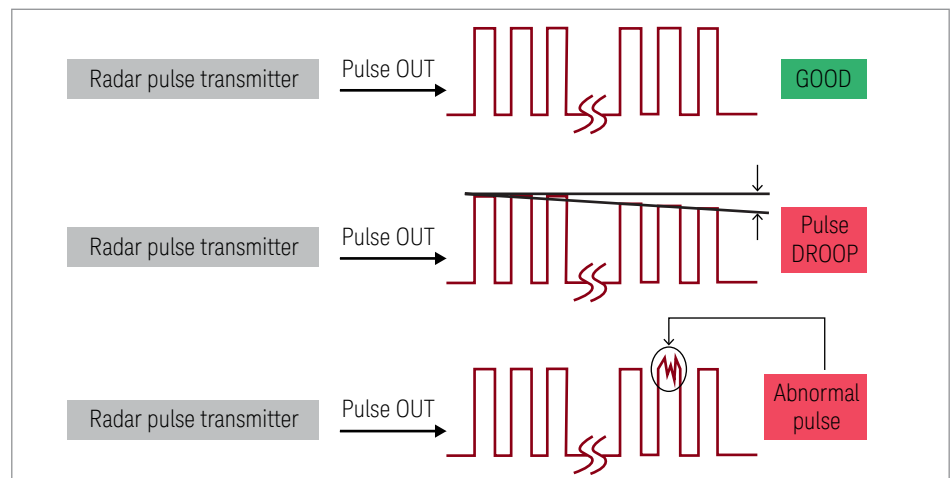 Radar pulse transmitter
Pulse OUT
GOOD
Radar pulse transmitter
Pulse OUT
Pulse
DROOP
Radar pulse transmitter
Pulse OUT
Abnormal
pulse